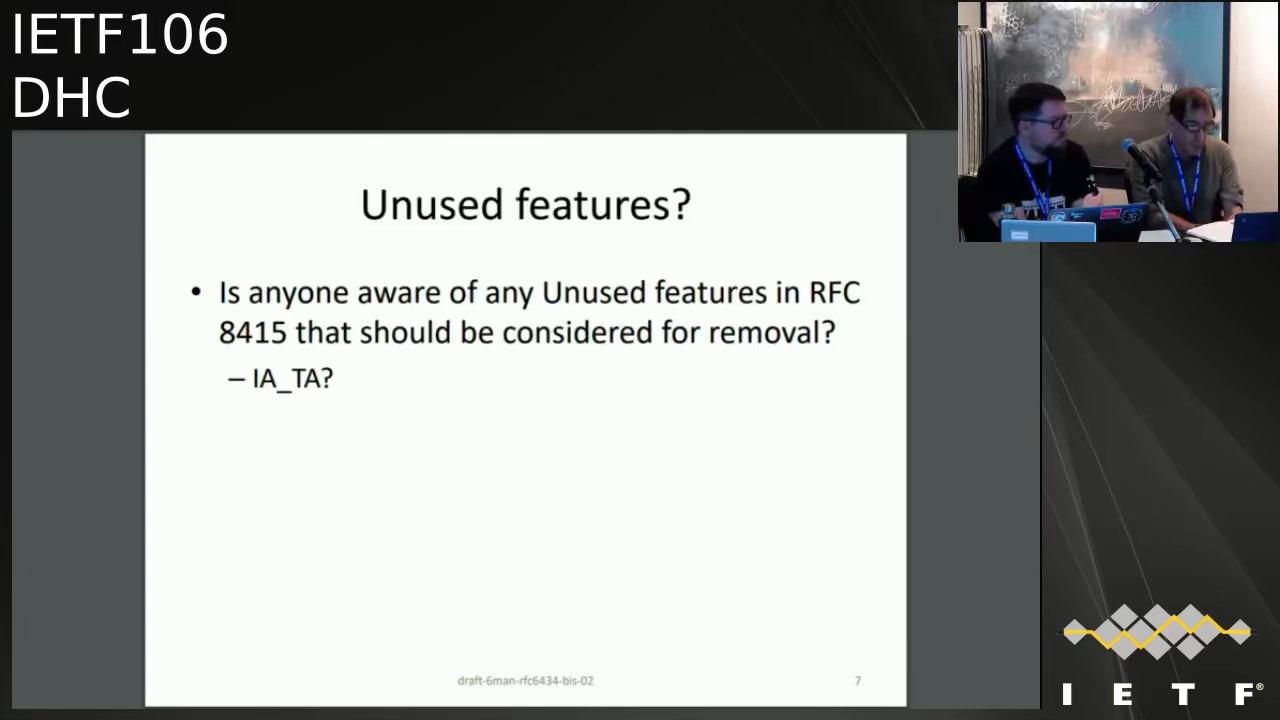 IETF106
DHC
Unused features?
• Is anyone aware of any Unused features in RFC
8415 that should be considered for removal?
– IA_TA?
draft-6man-rfc6434-bis-02
7
I E T F®